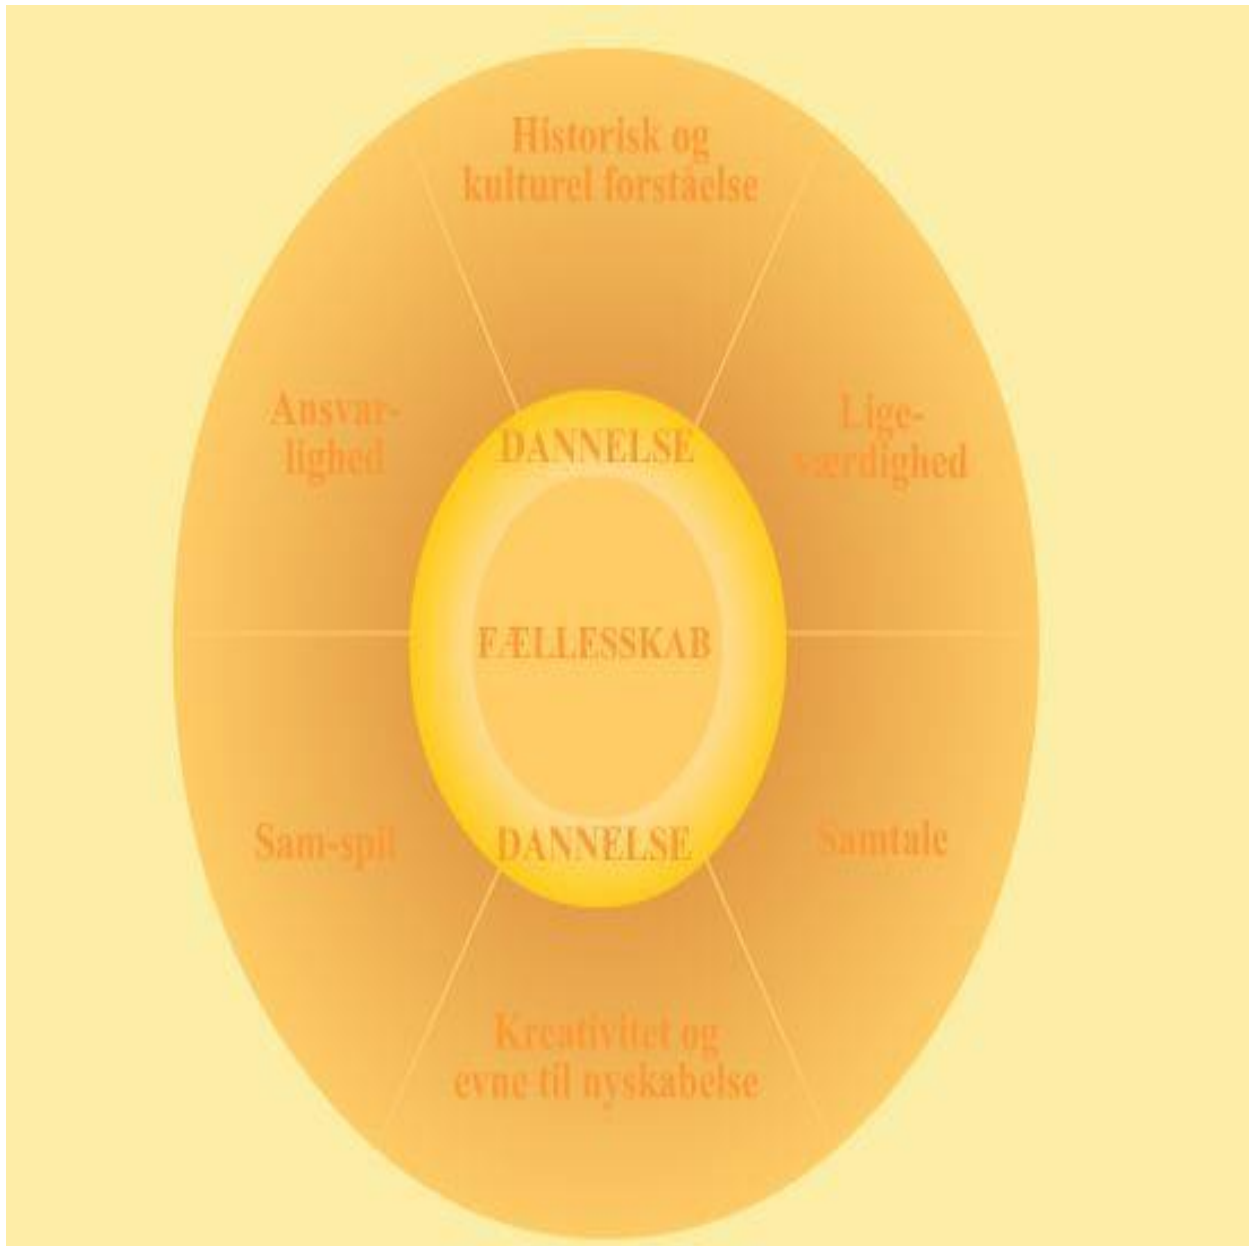 Historisk og
kulturel forståelse
Ansvar-
lighed
Lige-
værdighed
DANNELSE
FÆLLESSKAB
DANNELSE
Sam-spil
Samtale
Kreativitet og
evne til nyskabelse